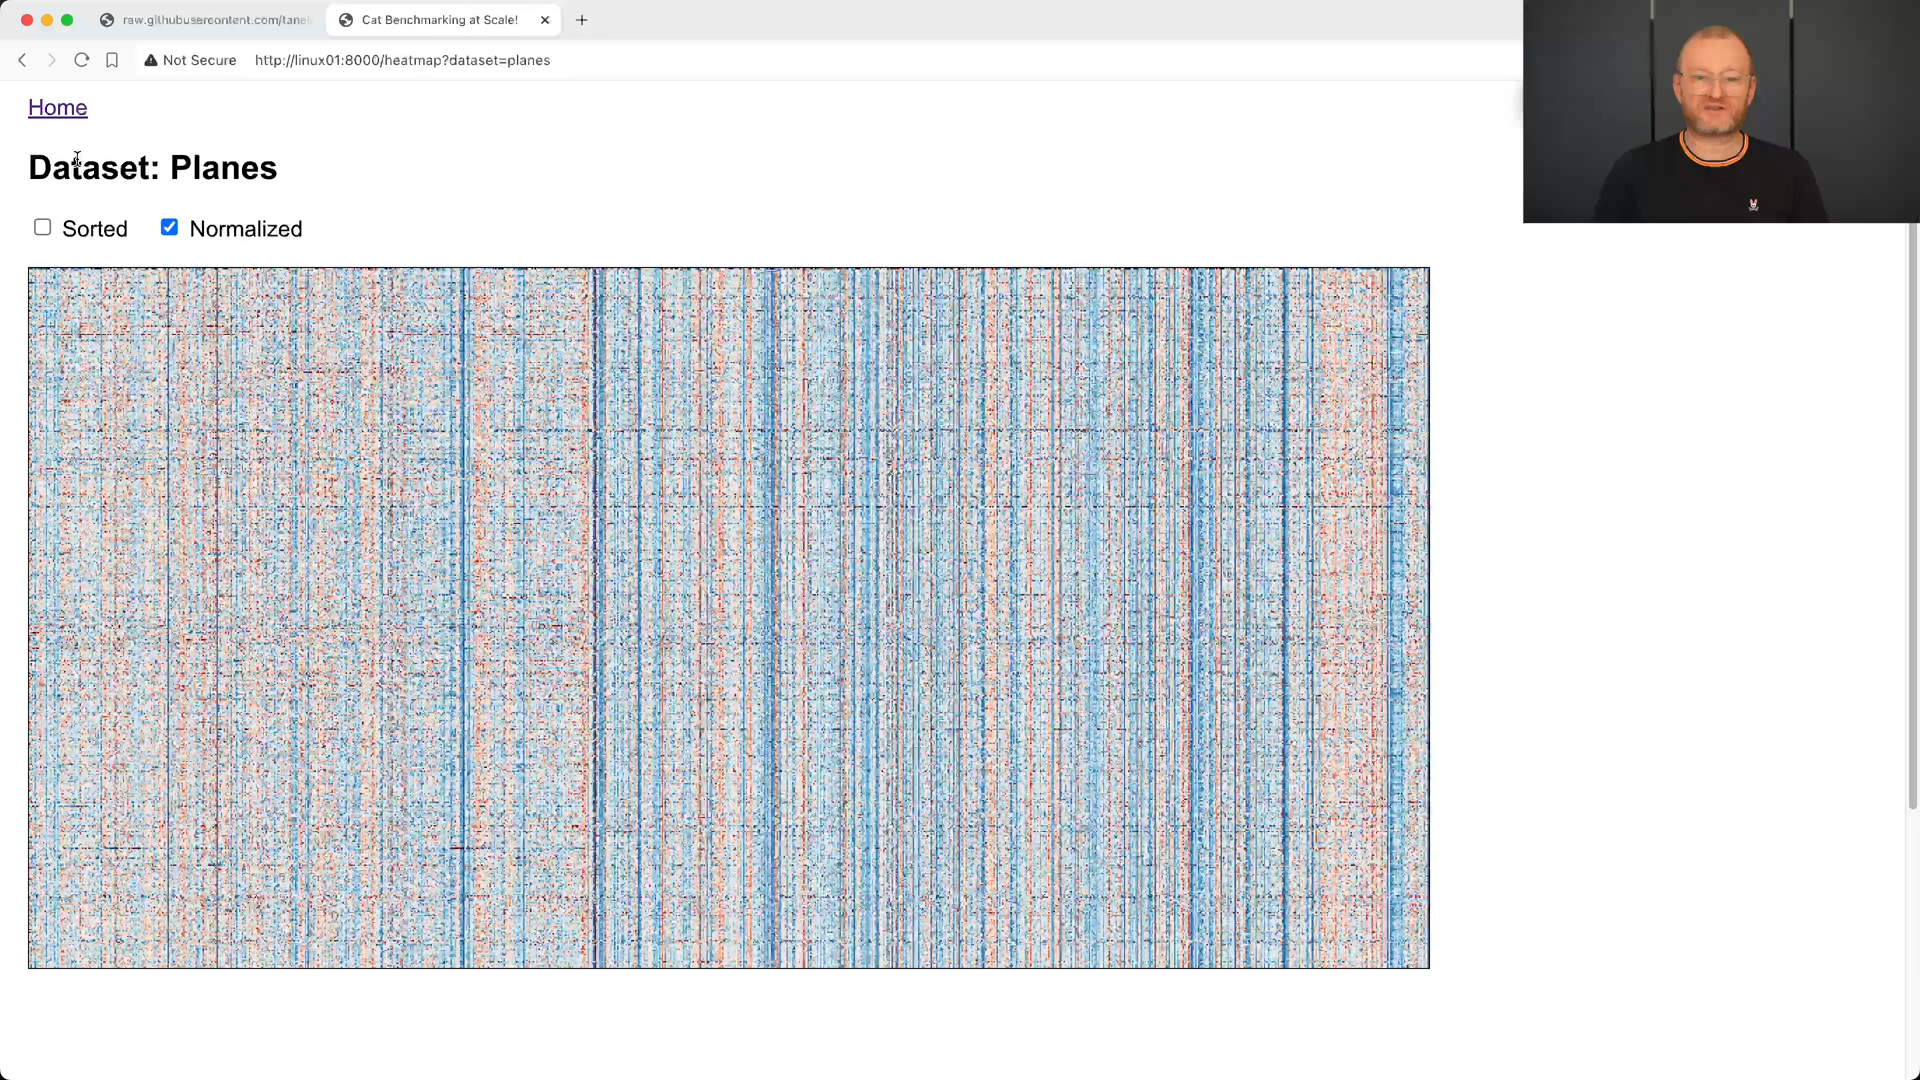 raw.githubusercontent.com/tanel
Cat Benchmarking at Scale!
Not Secure
http://linux01:8000/heatmap?dataset=planes
Home
Dataset: Planes
Sorted
Normalized